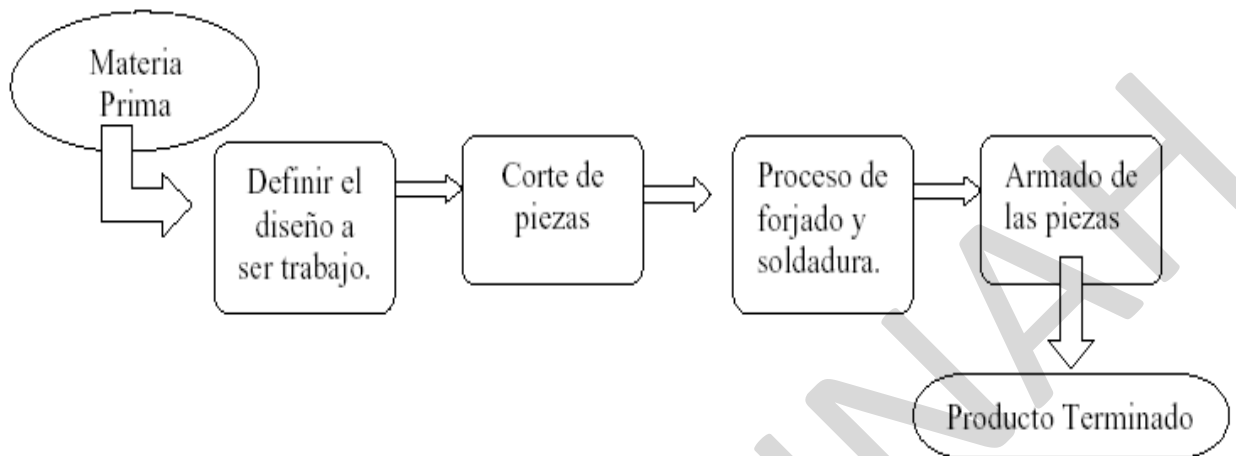 Materia
Prima
Definir el
diseño a
ser trabajo.
Corte de
piezas
Proceso de
forjado y
soldadura.
Armado de
las piezas
Producto Terminado